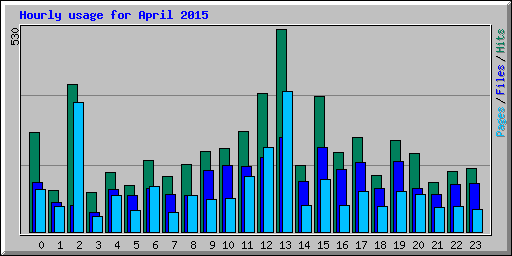 Hourly usage for April 2015
530
Pages / Files / Hits
0 1 2 3 4 5 6 7 8 9 10 11 12 13 14 15 16 17 18 19 20 21 22 23